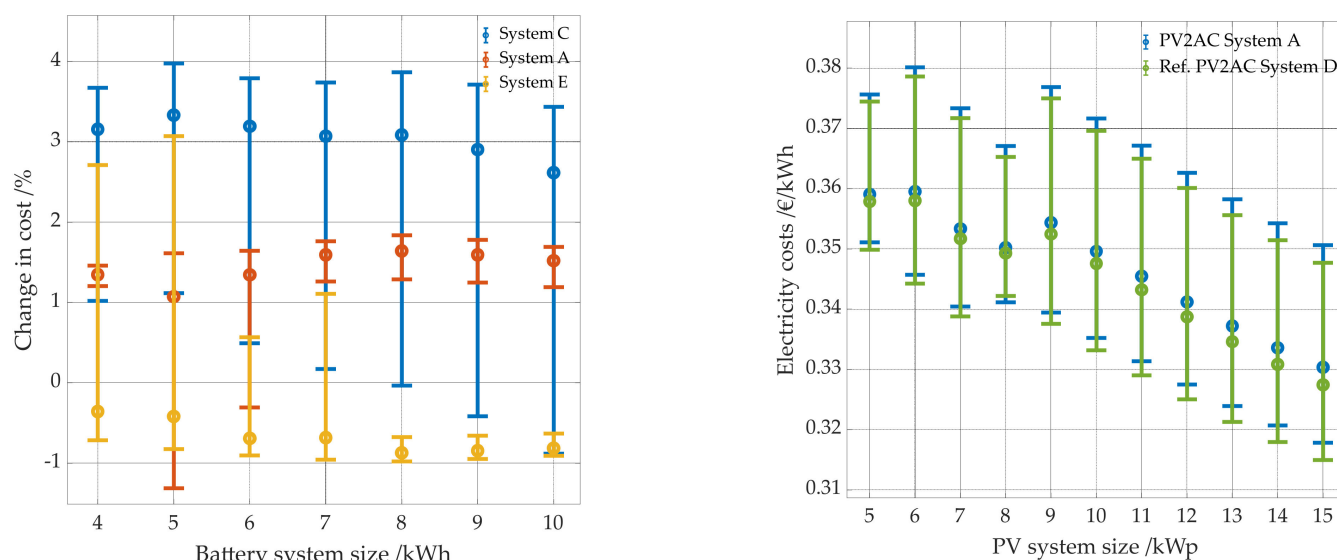 System C
System A
System E
4
3
2
1
0
-1
Change in cost /%
4 5 6 7 8 9 10
Battery system size /kWh
PV2AC System A
Ref. PV2AC System D
0.38
0.37
0.36
0.35
0.34
0.33
0.32
0.31
Electricity costs /€/kWh
5 6 7 8 9 10 11 12 13 14 15
PV system size /kWp